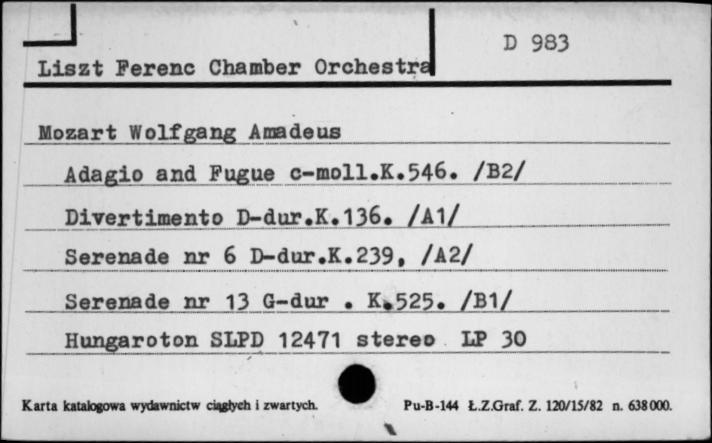 D 983
Liszt Ferenc Chamber Orchestra
Mozart Wolfgang Amadeus
Adagio and Fugue c-moll.K.546. /B2/
Divertimento D-dur.K.136. /A1/
Serenade nr 6 D-dur.K.239, /A2/
Serenade nr 13 G-dur . K.525. /B1/
Hungaroton SLPD 12471 stereo LP 30
Karta katalogowa wydawnictw ciągłych i zwartych. Pu-B-144 Ł.Z.Graf. Z. 120/15/82 n. 638000.